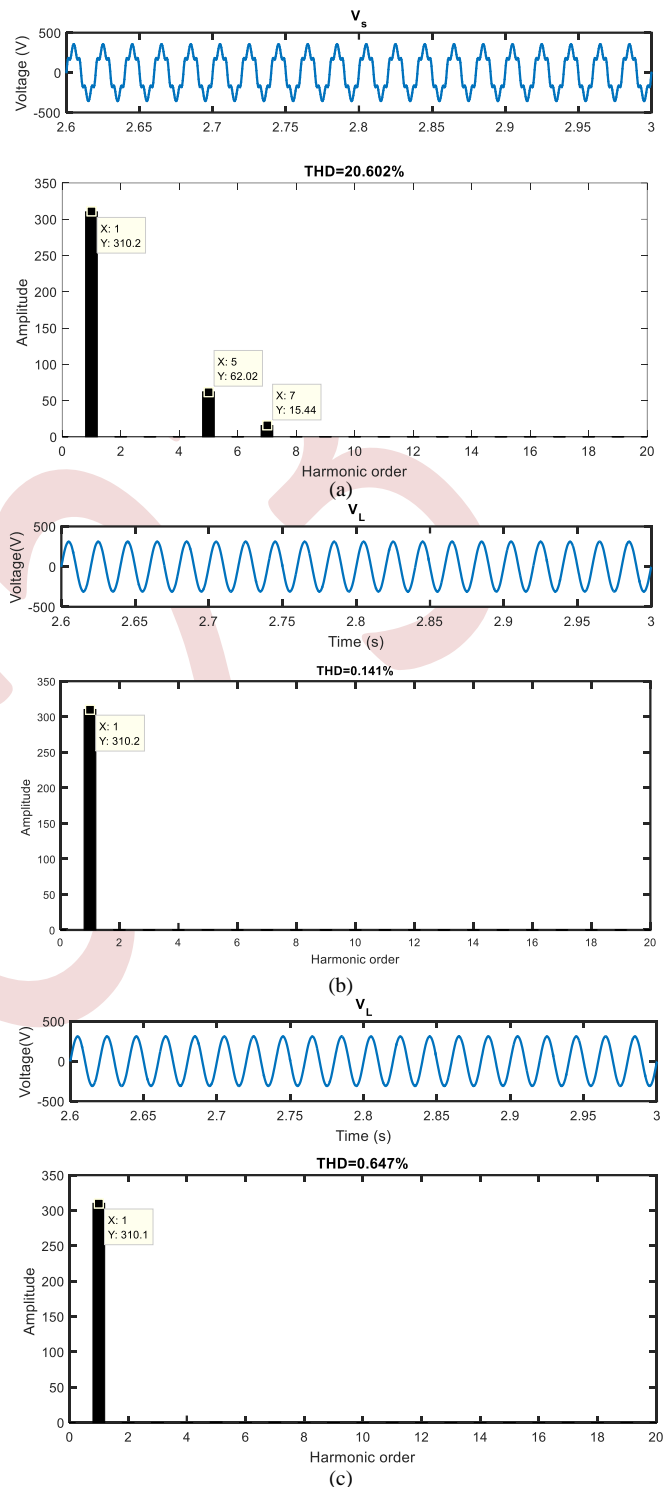 V_s
Voltage (V)
500
0
-500
2.6 2.65 2.7 2.75 2.8 2.85 2.9 2.95 3
THD=20.602%
Amplitude
350
300
250
200
150
100
50
0
X: 1
Y: 310.2
X: 5
Y: 62.02
X: 7
Y: 15.44
0 2 4 6 8 10 12 14 16 18 20
Harmonic order
(a)
V_L
Voltage(V)
500
0
-500
2.6 2.65 2.7 2.75 2.8 2.85 2.9 2.95 3
Time (s)
THD=0.141%
Amplitude
350
300
250
200
150
100
50
0
X: 1
Y: 310.2
0 2 4 6 8 10 12 14 16 18 20
Harmonic order
(b)
V_L
Voltage(V)
500
0
-500
2.6 2.65 2.7 2.75 2.8 2.85 2.9 2.95 3
Time (s)
THD=0.647%
Amplitude
350
300
250
200
150
100
50
0
X: 1
Y: 310.1
0 2 4 6 8 10 12 14 16 18 20
Harmonic order
(c)